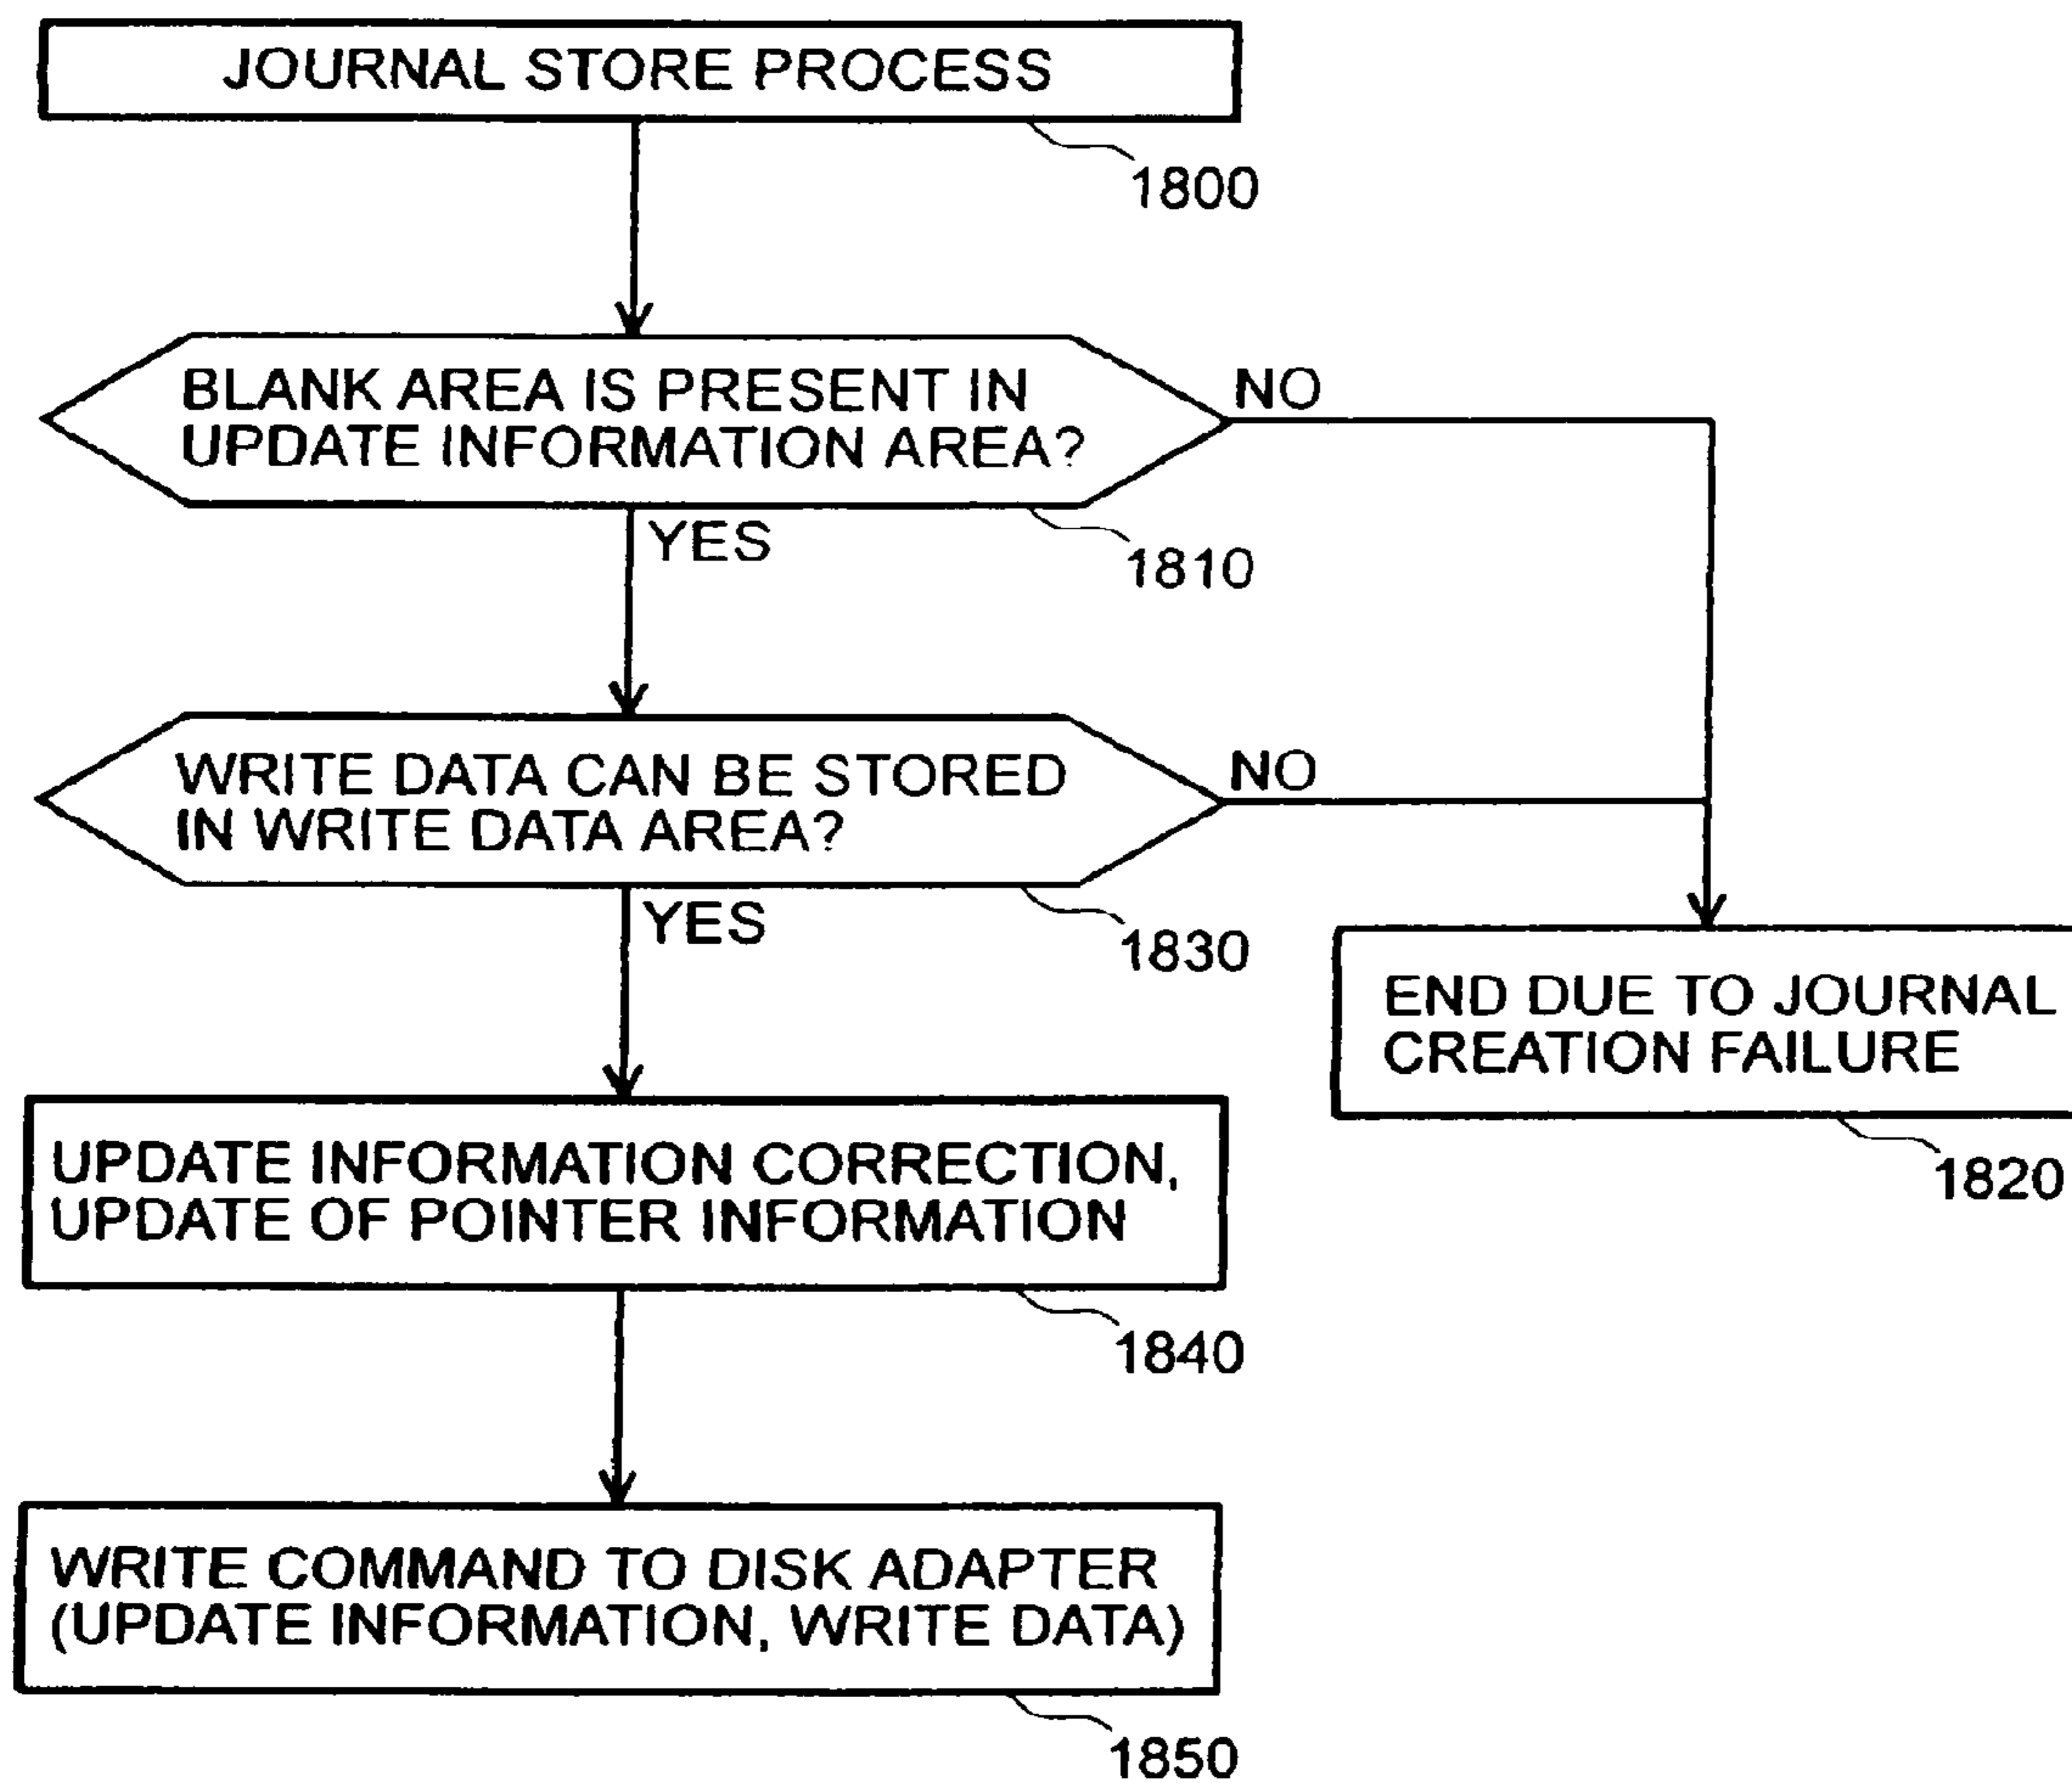 JOURNAL STORE PROCESS
1800
BLANK AREA IS PRESENT IN
UPDATE INFORMATION AREA?
NO
YES
1810
WRITE DATA CAN BE STORED
IN WRITE DATA AREA?
NO
YES
1830
END DUE TO JOURNAL
CREATION FAILURE
1820
UPDATE INFORMATION CORRECTION,
UPDATE OF POINTER INFORMATION
1840
WRITE COMMAND TO DISK ADAPTER
(UPDATE INFORMATION, WRITE DATA)
1850